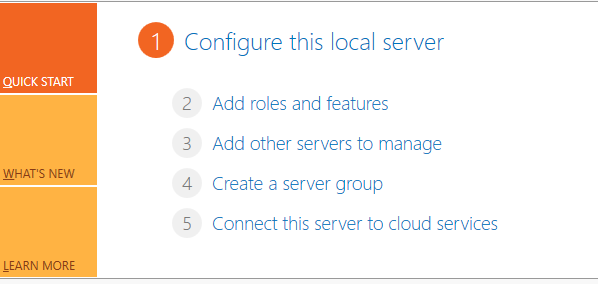 1 Configure this local server
QUICK START
2 Add roles and features
3 Add other servers to manage
WHAT'S NEW
4 Create a server group
5 Connect this server to cloud services
LEARN MORE